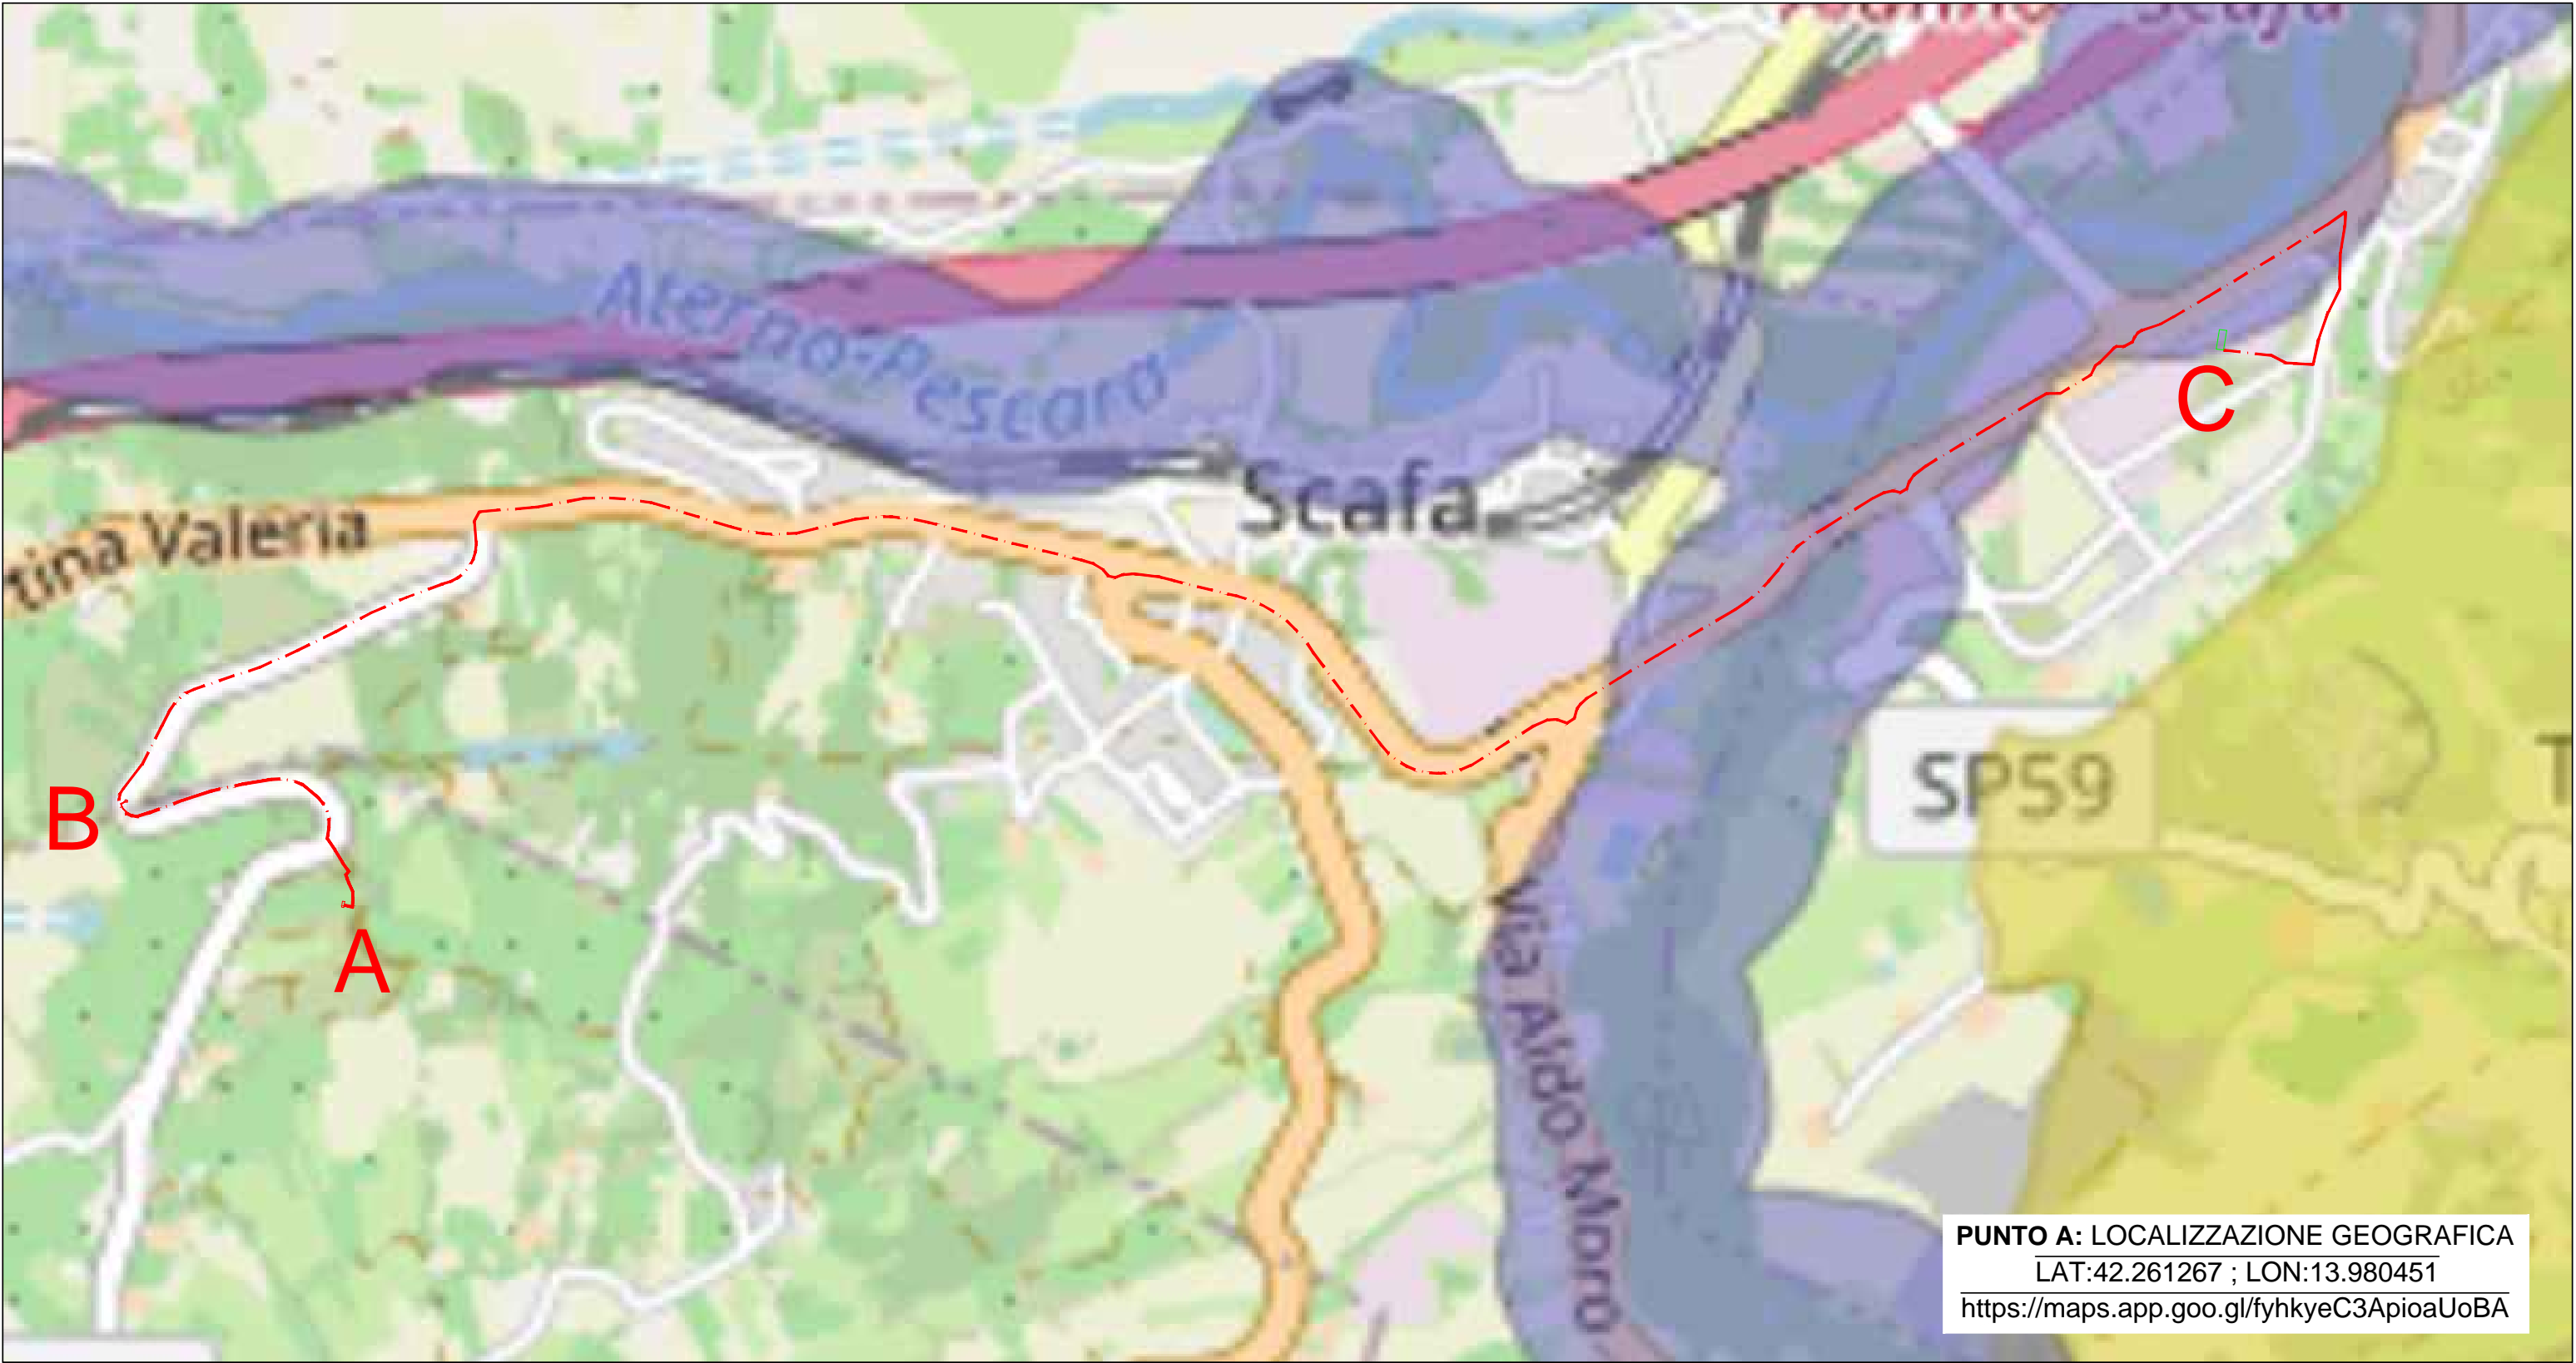 Aterno-Pescara
Scafa
tina Valeria
C
B
SP59
A
Via Aldo Moro
PUNTO A: LOCALIZZAZIONE GEOGRAFICA
LAT:42.261267 ; LON:13.980451
https://maps.app.goo.gl/fyhkyeC3ApioaUoBA